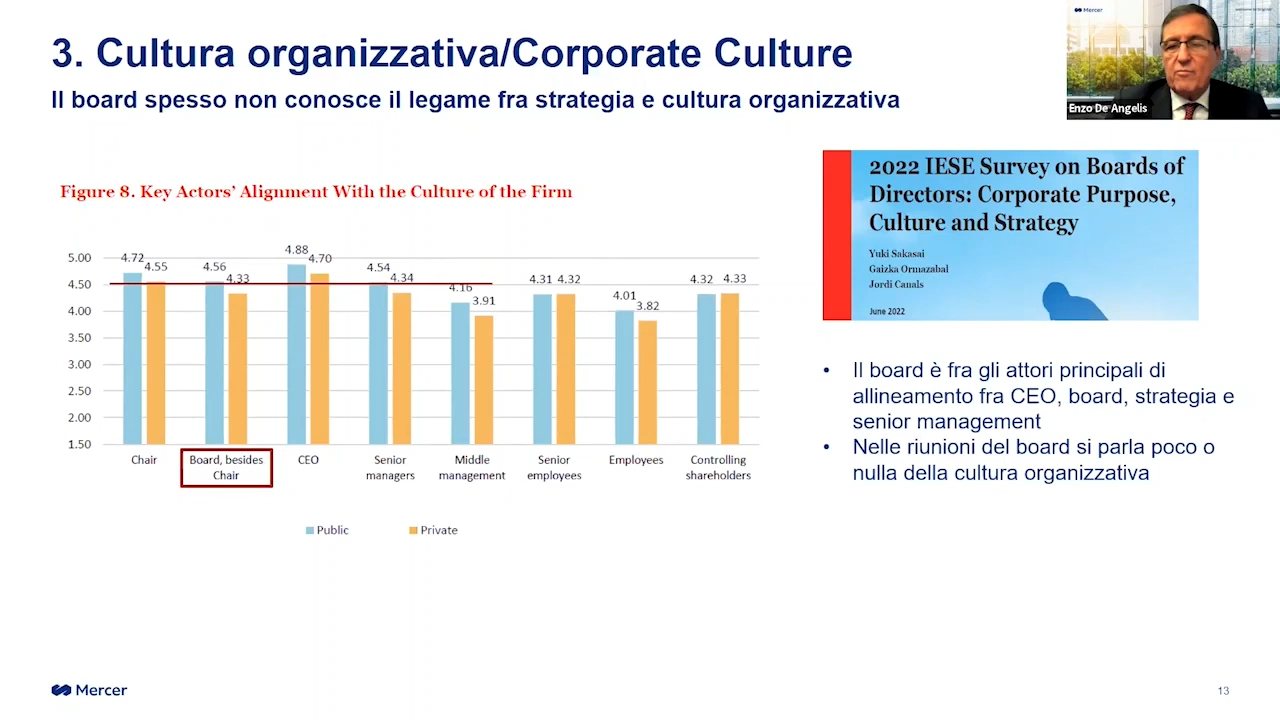 3. Cultura organizzativa/Corporate Culture
Il board spesso non conosce il legame fra strategia e cultura organizzativa
Mercer
Enzo De Angelis
Figure 8. Key Actors' Alignment With the Culture of the Firm
5.00
4.50
4.00
3.50
3.00
2.50
2.00
1.50
4.72
4.55
4.56
4.33
4.88
4.70
4.54
4.34
4.16
3.91
4.31
4.32
4.01
3.82
4.32
4.33
Chair
Board, besides
Chair
CEO
Senior
managers
Middle
management
Senior
employees
Employees
Controlling
shareholders
Public
Private
2022 IESE Survey on Boards of
Directors: Corporate Purpose,
Culture and Strategy
Yuki Sakasai
Gaizka Ormazabal
Jordi Canals
June 2022
• Il board è fra gli attori principali di
allineamento fra CEO, board, strategia e
senior management
• Nelle riunioni del board si parla poco o
nulla della cultura organizzativa
Mercer
13